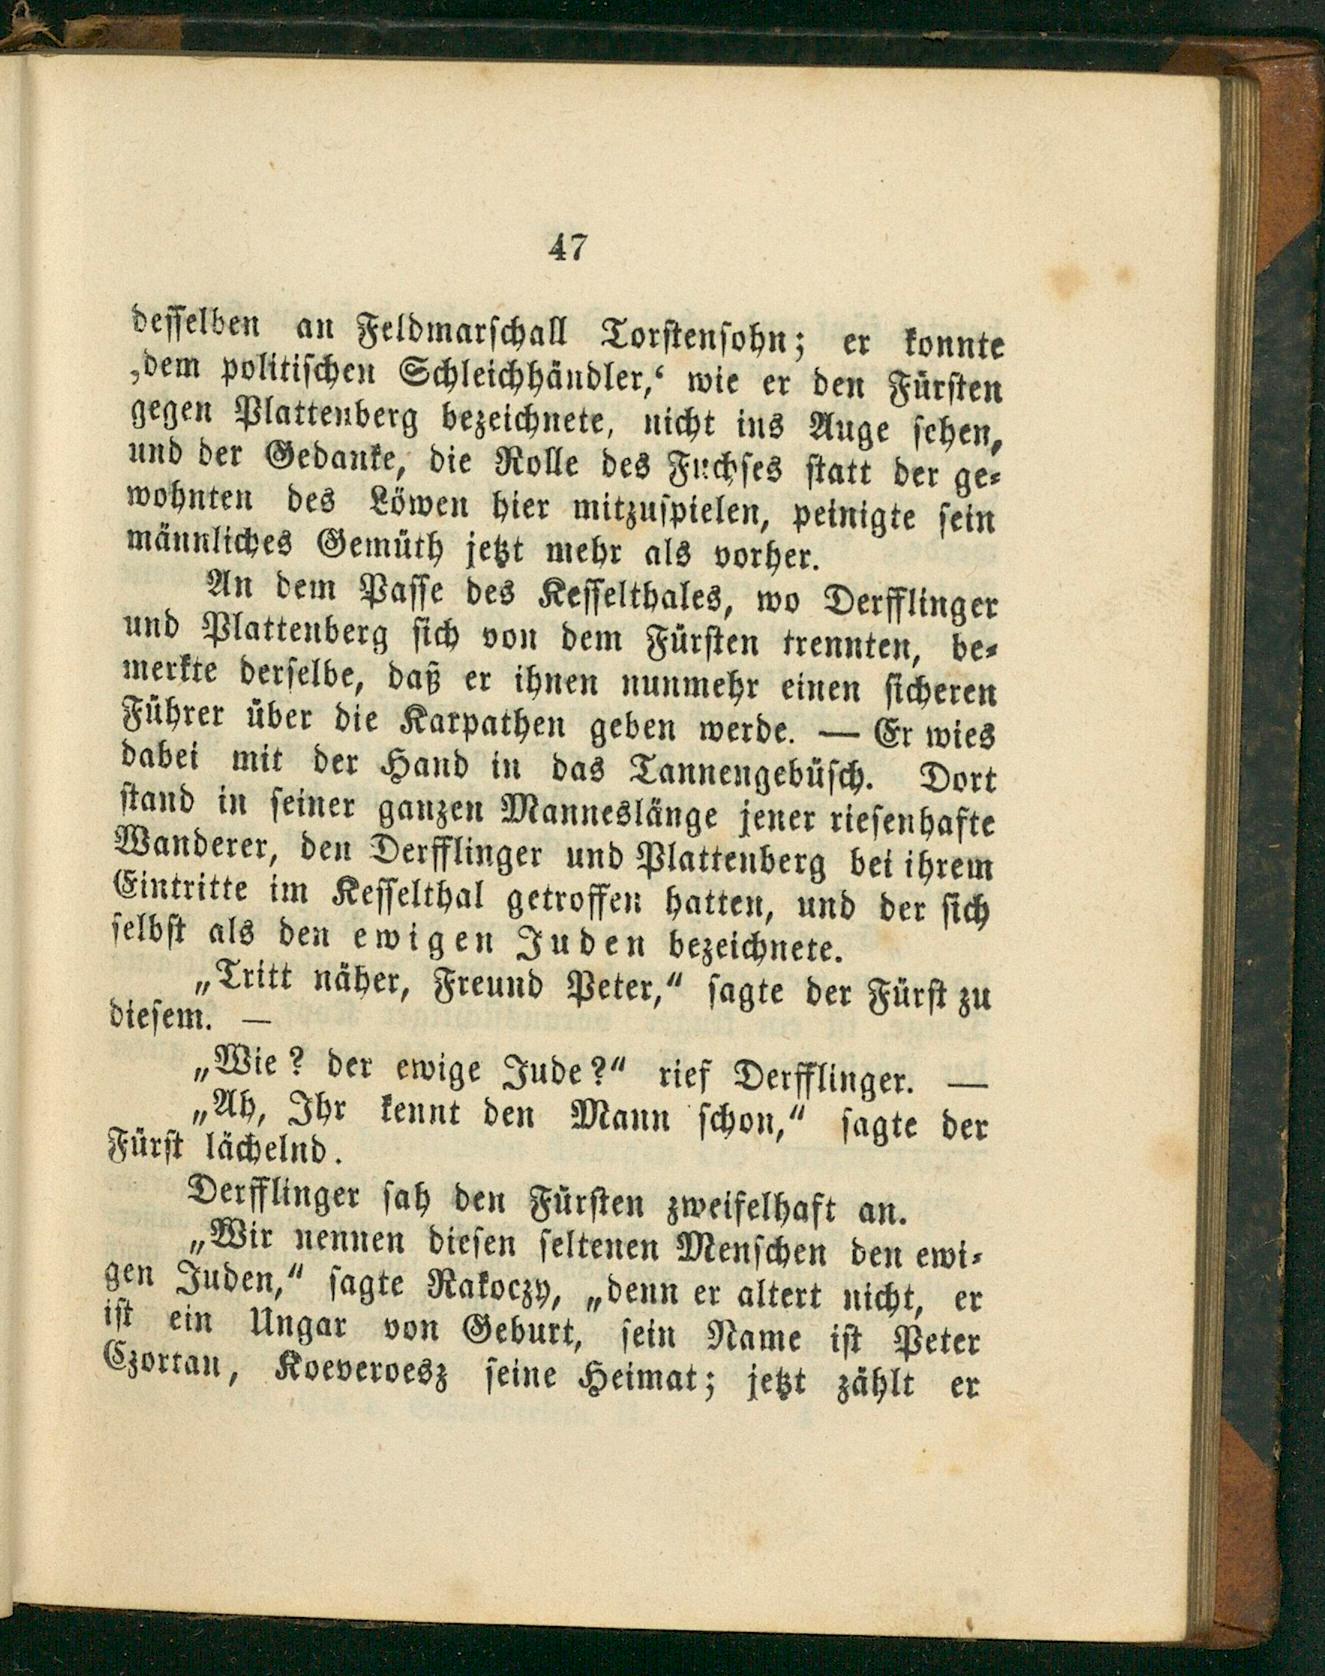 47
desselben an Feldmarschall Torstensohn; er konnte
‚dem politischen Schleichhändler,‘ wie er den Fürsten
gegen Plattenberg bezeichnete, nicht ins Auge sehen,
und der Gedanke, die Rolle des Fuchses statt der ge-
wohnten des Löwen hier mitzuspielen, peinigte sein
männliches Gemüth jetzt mehr als vorher.
An dem Passe des Kesselthales, wo Derfflinger
und Plattenberg sich von dem Fürsten trennten, be-
merkte derselbe, daß er ihnen nunmehr einen sicheren
Führer über die Karpathen geben werde. — Er wies
dabei mit der Hand in das Tannengebüsch. Dort
stand in seiner ganzen Manneslänge jener riesenhafte
Wanderer, den Derfflinger und Plattenberg bei ihrem
Eintritte im Kesselthal getroffen hatten, und der sich
selbst als den ewigen Juden bezeichnete.
„Tritt näher, Freund Peter,“ sagte der Fürst zu
diesem. —
„Wie? der ewige Jude?“ rief Derfflinger. —
„Ah, Ihr kennt den Mann schon,“ sagte der
Fürst lächelnd.
Derfflinger sah den Fürsten zweifelhaft an.
„Wir nennen diesen seltenen Menschen den ewi-
gen Juden,“ sagte Rakoczy, „denn er altert nicht, er
ist ein Ungar von Geburt, sein Name ist Peter
Czortan, Koeveroesz seine Heimat; jetzt zählt er